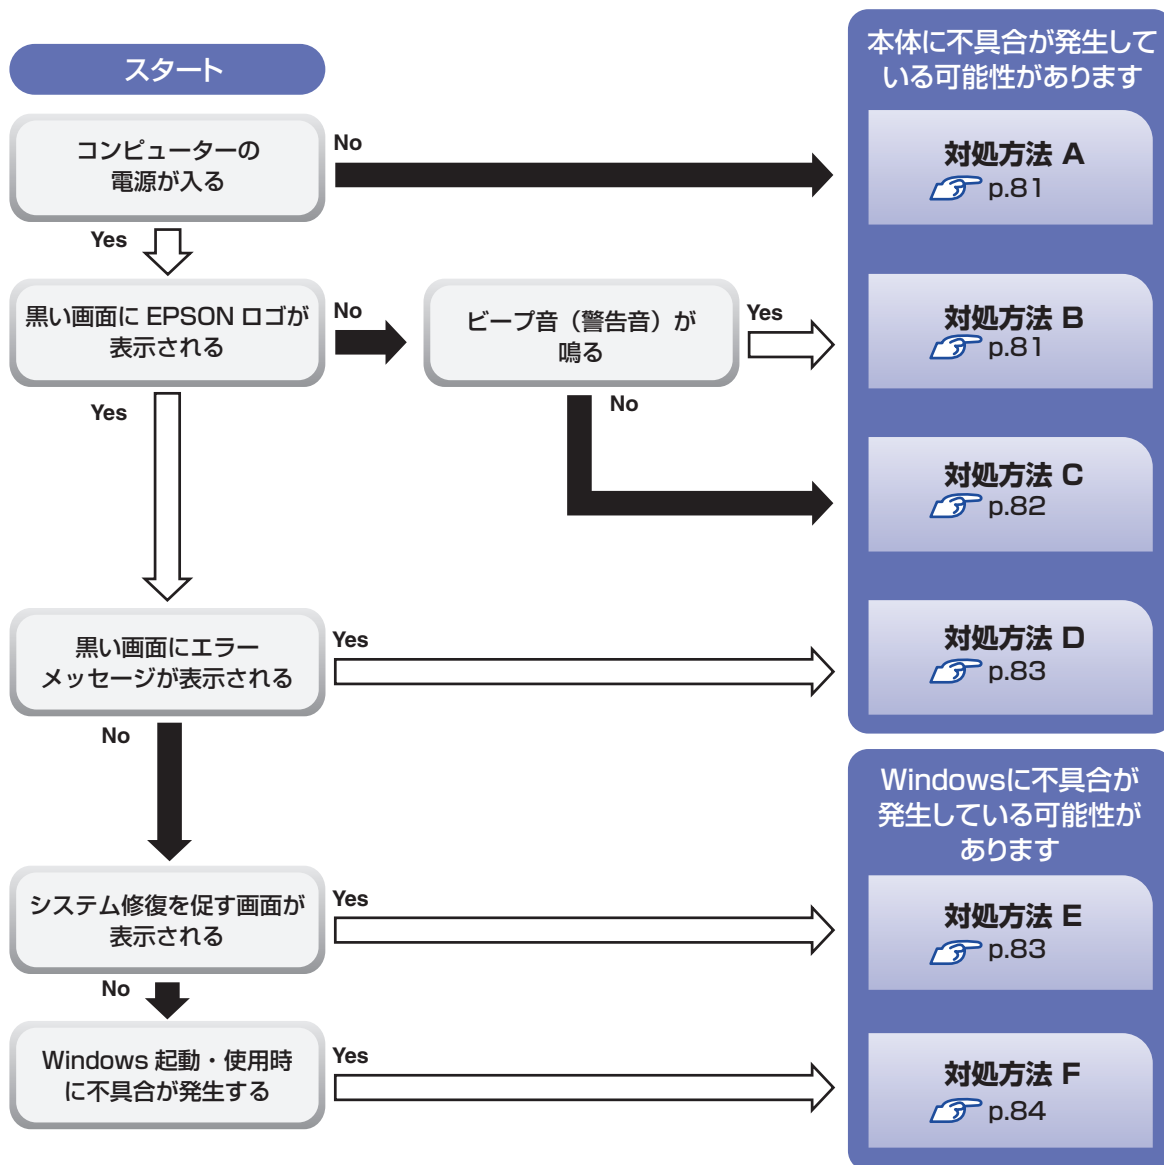 スタート
コンピューターの
電源が入る
No
Yes
黒い画面に EPSON ロゴが
表示される
No
ビープ音（警告音）が
鳴る
Yes
No
Yes
黒い画面にエラー
メッセージが表示される
Yes
No
システム修復を促す画面が
表示される
Yes
No
Windows 起動・使用時
に不具合が発生する
Yes
本体に不具合が発生して
いる可能性があります
対処方法 A
p.81
対処方法 B
p.81
対処方法 C
p.82
対処方法 D
p.83
Windowsに不具合が
発生している可能性が
あります
対処方法 E
p.83
対処方法 F
p.84